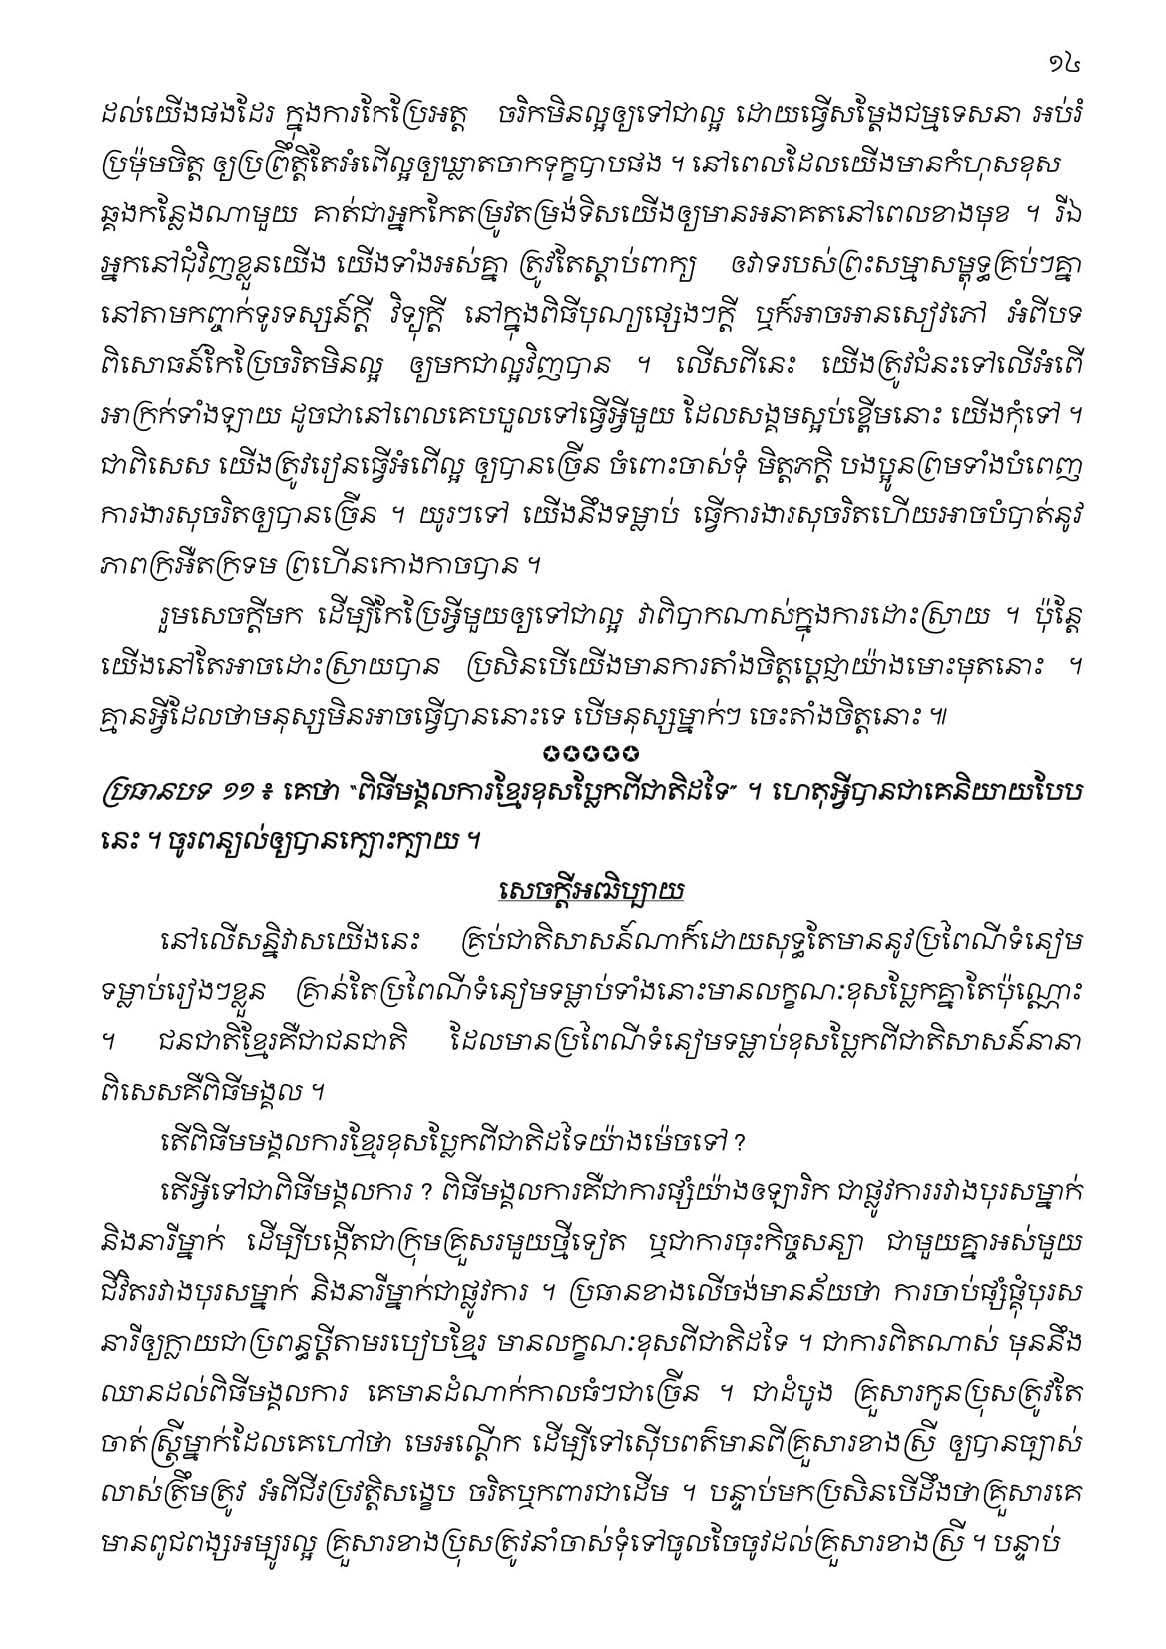 ១៤
ដល់យើងផងដែរ ក្នុងការកែប្រែអត្ត ចរិកមិនល្អឲ្យទៅជាល្អ ដោយធ្វើសម្ដែងជម្មទេសនា អប់រំ
ប្រម៉ុមចិត្ត ឲ្យប្រព្រឹត្តិតែអំពើល្អឲ្យឃ្លាតចាកទុក្ខបាបផង ។ នៅពេលដែលយើងមានកំហុសខុស
ឆ្គងកន្លែងណាមួយ គាត់ជាអ្នកកែតម្រូវតម្រង់ទិសយើងឲ្យមានអនាគតនៅពេលខាងមុខ ។ រីឯ
អ្នកនៅជុំវិញខ្លួនយើង យើងទាំងអស់គ្នា ត្រូវតែស្ដាប់ពាក្យ ឲវាទរបស់ព្រះសម្មាសម្ពុទ្ធគ្រប់ៗគ្នា
នៅតាមកញ្ចក់ទូរទស្សន៍ក្ដី វិទ្យុក្ដី នៅក្នុងពិធីបុណ្យផ្សេងៗក្ដី ឬក៏អាចអានសៀវភៅ អំពីបទ
ពិសោធន៍កែប្រែចរិតមិនល្អ ឲ្យមកជាល្អវិញបាន ។ លើសពីនេះ យើងត្រូវជំនះទៅលើអំពើ
អាក្រក់ទាំងឡាយ ដូចជានៅពេលគេបបួលទៅធ្វើអ្វីមួយ ដែលសង្គមស្អប់ខ្ពើមនោះ យើងកុំទៅ ។
ជាពិសេស យើងត្រូវរៀនធ្វើអំពើល្អ ឲ្យបានច្រើន ចំពោះចាស់ទុំ មិត្តភក្តិ បងប្អូនព្រមទាំងបំពេញ
ការងារសុចរិតឲ្យបានច្រើន ។ យូរៗទៅ យើងនឹងទម្លាប់ ធ្វើការងារសុចរិតហើយអាចបំបាត់នូវ
ភាពក្រអឺតក្រទម ព្រហើនកោងកាចបាន ។
រួមសេចក្ដីមក ដើម្បីកែប្រែអ្វីមួយឲ្យទៅជាល្អ វាពិបាកណាស់ក្នុងការដោះស្រាយ ។ ប៉ុន្តែ
យើងនៅតែអាចដោះស្រាយបាន ប្រសិនបើយើងមានការតាំងចិត្តប្ដេជ្ញាយ៉ាងមោះមុតនោះ ។
គ្មានអ្វីដែលថាមនុស្សមិនអាចធ្វើបាននោះទេ បើមនុស្សម្នាក់ៗ ចេះតាំងចិត្តនោះ ៕
✪✪✪✪✪
ប្រធានបទ ១១៖ គេថា “ពិធីមង្គលការខ្មែរខុសប្លែកពីជាតិដទៃ” ។ ហេតុអ្វីបានជាគេនិយាយបែប
នេះ ។ ចូរពន្យល់ឲ្យបានក្បោះក្បាយ ។
សេចក្ដីអធិប្បាយ
នៅលើសន្និវាសយើងនេះ គ្រប់ជាតិសាសន៍ណាក៏ដោយសុទ្ធតែមាននូវប្រពៃណីទំនៀម
ទម្លាប់រៀងៗខ្លួន គ្រាន់តែប្រពៃណីទំនៀមទម្លាប់ទាំងនោះមានលក្ខណៈខុសប្លែកគ្នាតែប៉ុណ្ណោះ
។ ជនជាតិខ្មែរគឺជាជនជាតិ ដែលមានប្រពៃណីទំនៀមទម្លាប់ខុសប្លែកពីជាតិសាសន៍នានា
ពិសេសគឺពិធីមង្គល ។
តើពិធីមមង្គលការខ្មែរខុសប្លែកពីជាតិដទៃយ៉ាងម៉េចទៅ ?
តើអ្វីទៅជាពិធីមង្គលការ ? ពិធីមង្គលការគឺជាការផ្សំយ៉ាងឲឡារិក ជាផ្លូវការរវាងបុរសម្នាក់
និងនារីម្នាក់ ដើម្បីបង្កើតជាក្រុមគ្រួសារមួយថ្មីទៀត ឬជាការចុះកិច្ចសន្យា ជាមួយគ្នាអស់មួយ
ជីវិតរវាងបុរសម្នាក់ និងនារីម្នាក់ជាផ្លូវការ ។ ប្រធានខាងលើចង់មានន័យថា ការចាប់ផ្សំផ្គុំបុរស
នារីឲ្យក្លាយជាប្រពន្ធប្ដីតាមរបៀបខ្មែរ មានលក្ខណៈខុសពីជាតិដទៃ ។ ជាការពិតណាស់ មុននឹង
ឈានដល់ពិធីមង្គលការ គេមានដំណាក់កាលធំៗជាច្រើន ។ ជាដំបូង គ្រួសារកូនប្រុសត្រូវតែ
ចាត់ស្ត្រីម្នាក់ដែលគេហៅថា មេអណ្ដើក ដើម្បីទៅស៊ើបពត៌មានពីគ្រួសារខាងស្រី ឲ្យបានច្បាស់
លាស់ត្រឹមត្រូវ អំពីជីវប្រវត្តិសង្ខេប ចរិតឬកពារជាដើម ។ បន្ទាប់មកប្រសិនបើដឹងថាគ្រួសារគេ
មានពូជពង្សអម្បូរល្អ គ្រួសារខាងប្រុសត្រូវនាំចាស់ទុំទៅចូលចែចូវដល់គ្រួសារខាងស្រី ។ បន្ទាប់